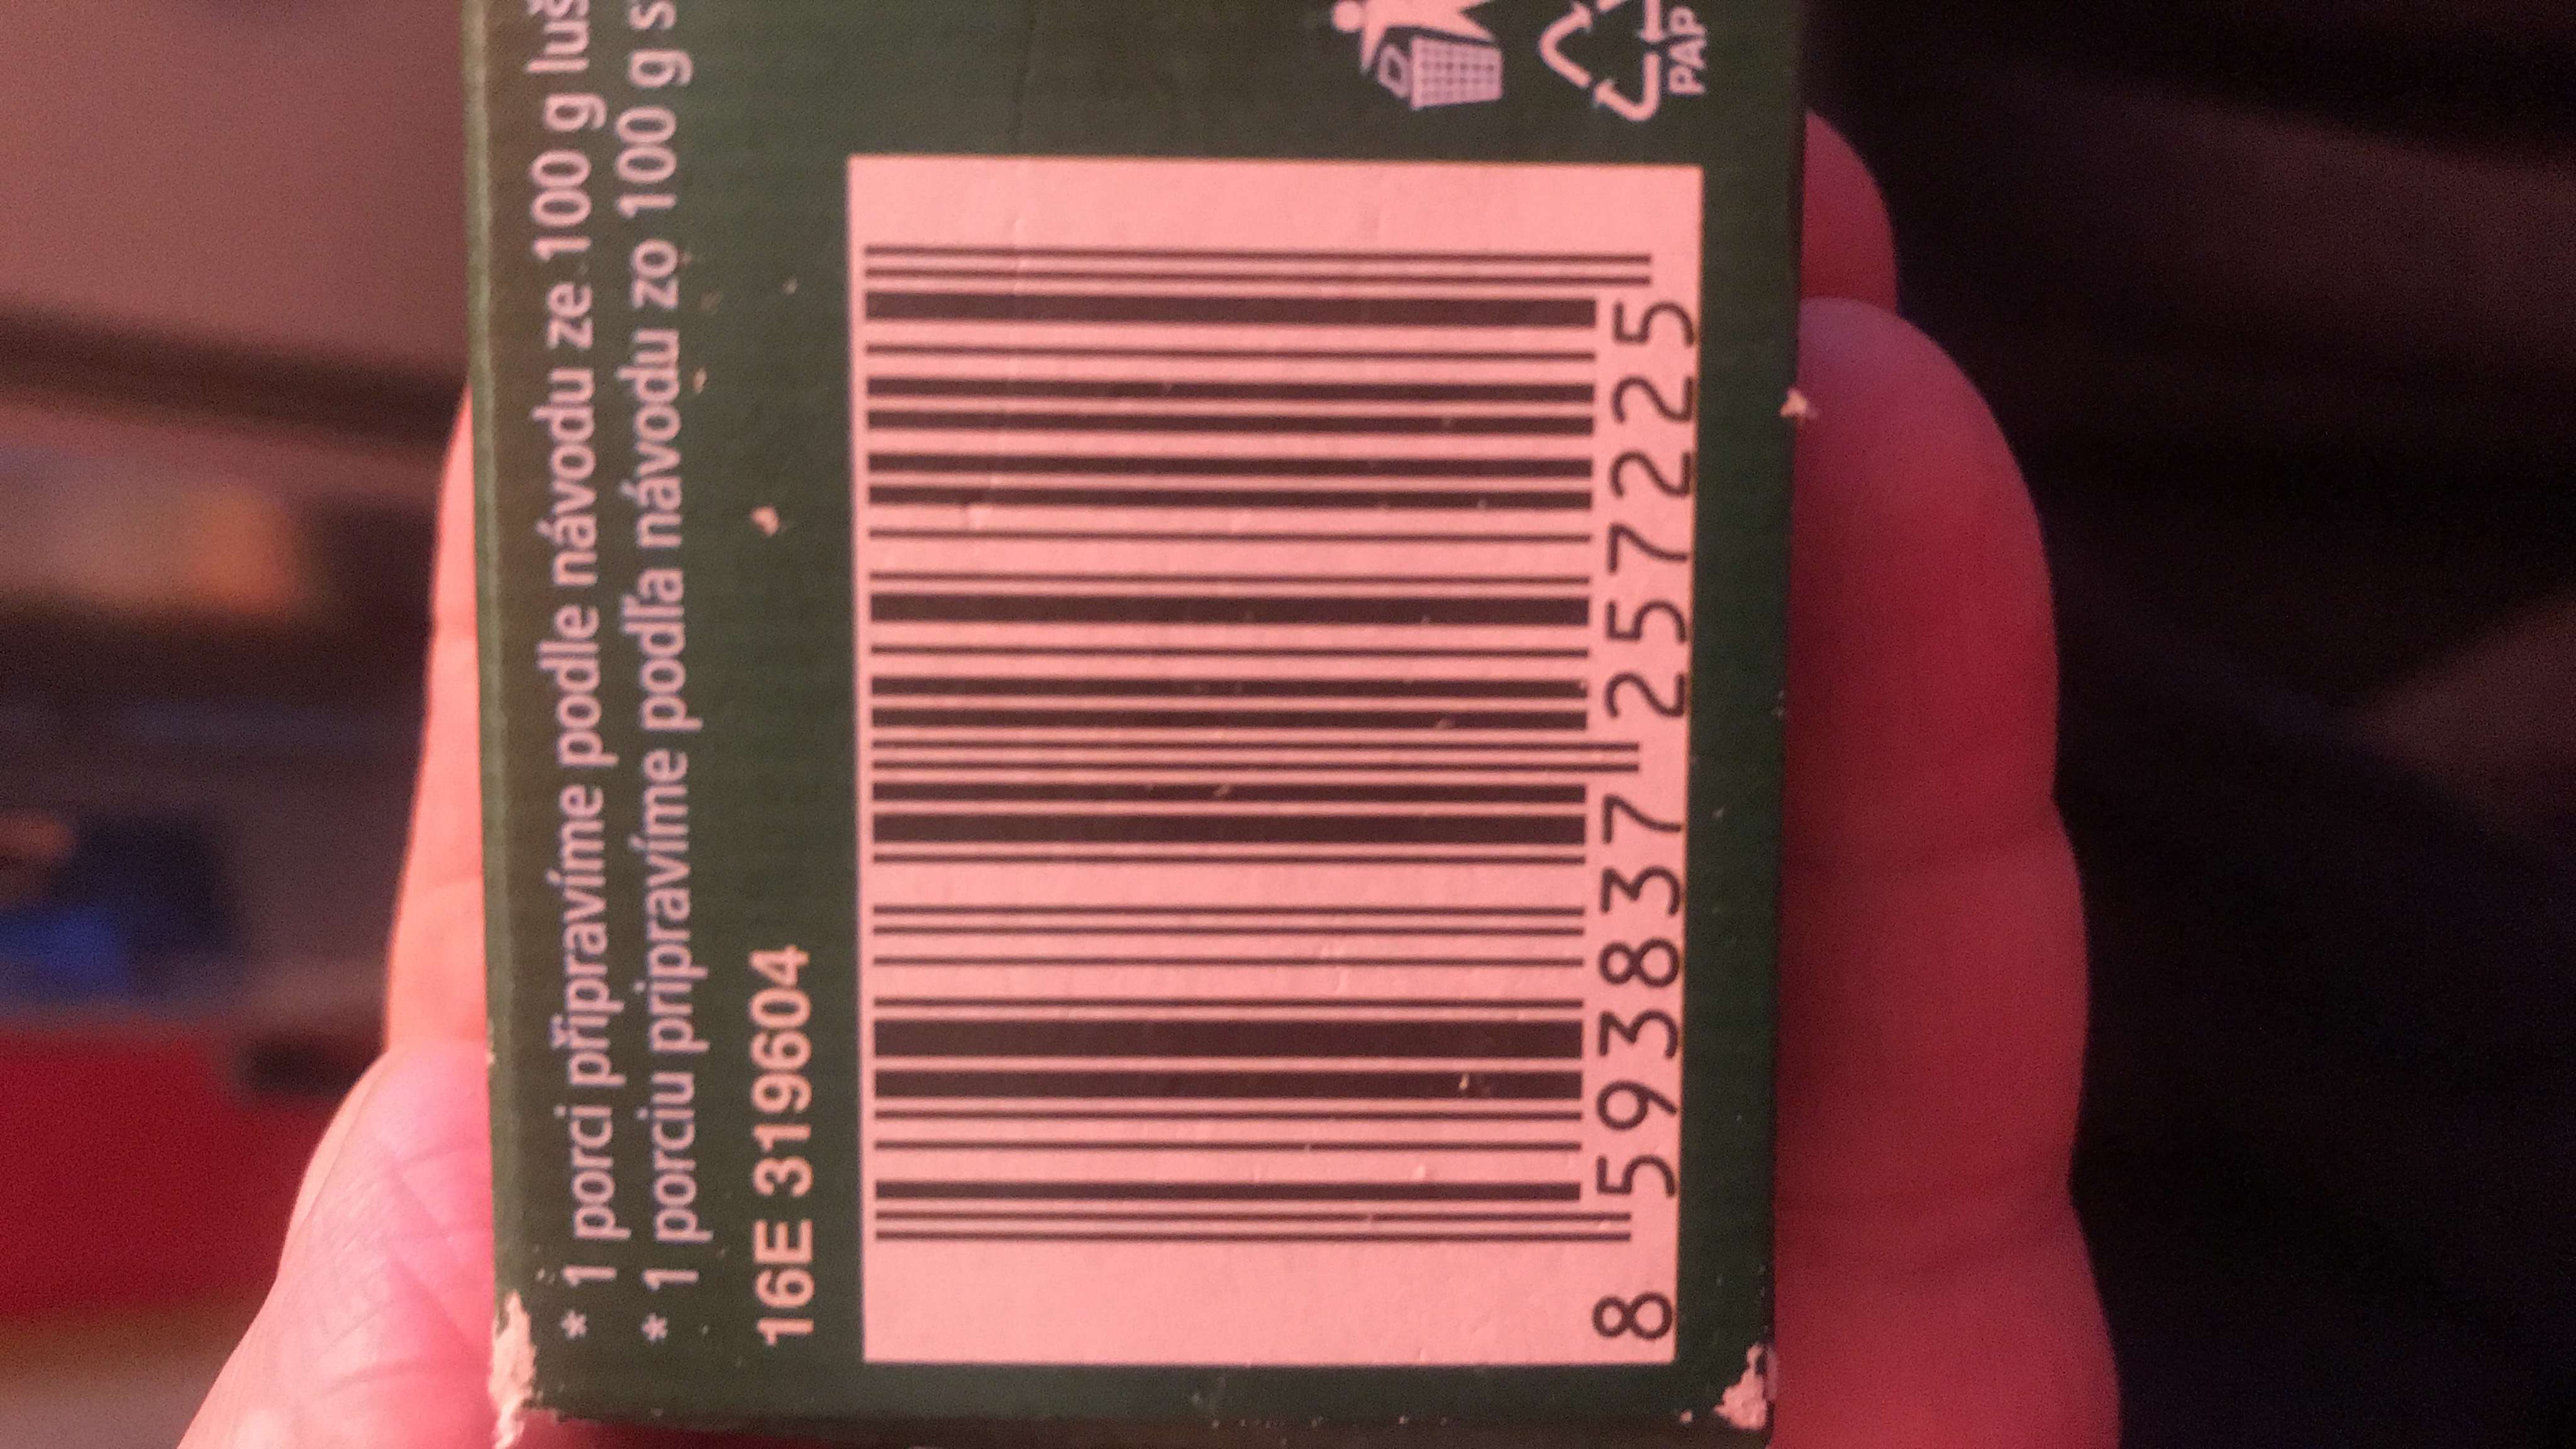 * 1 porci připravíme podle návodu ze 100 g
* 1 porciu pripravíme podľa návodu zo 100 g
16E 319604
8 593837 257225
PAP